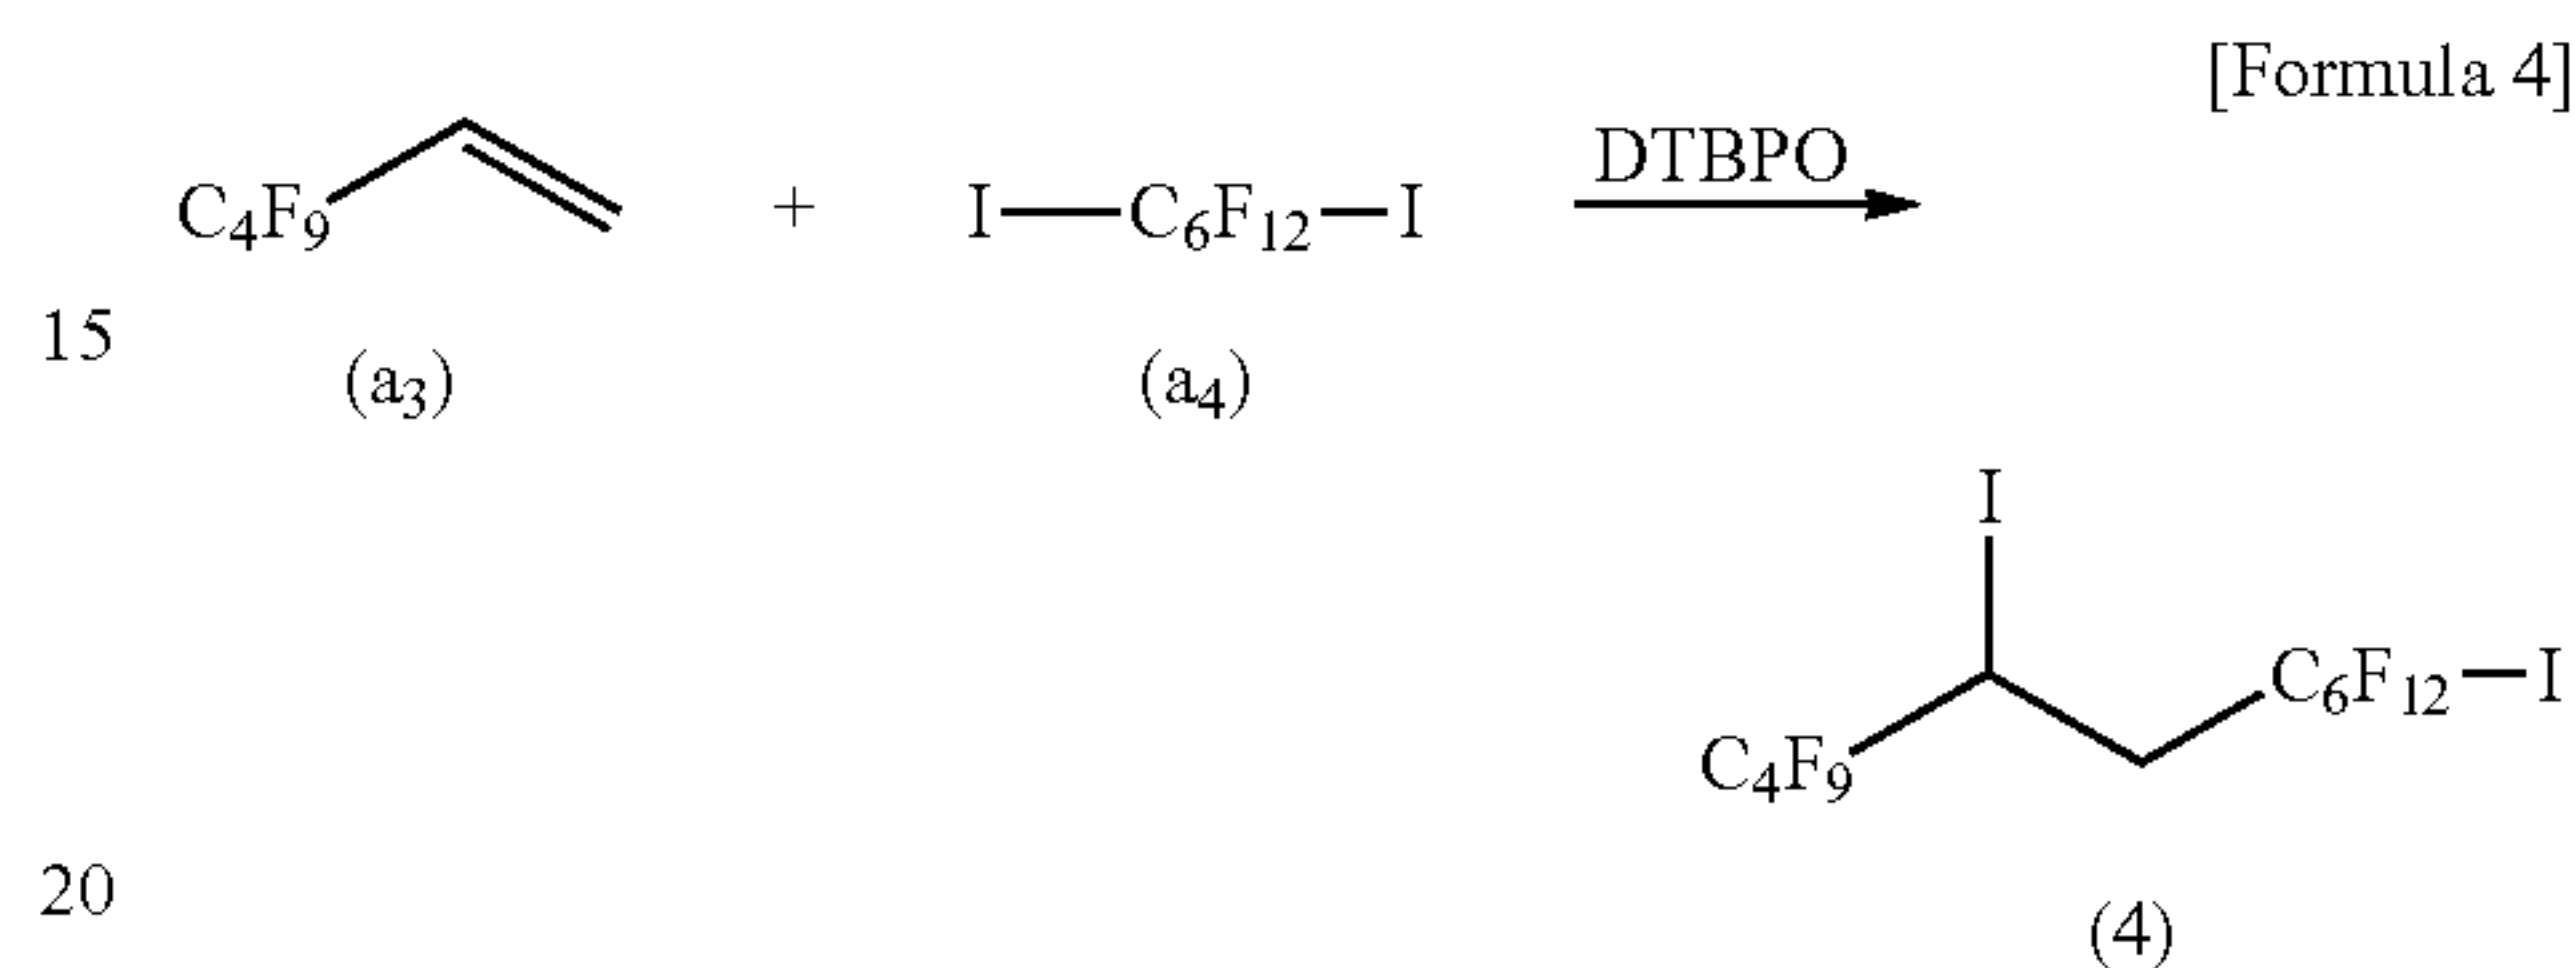 [Formula 4]
DTBPO
C₄F₉ + I—C₆F₁₂—I
15
(a₃) (a₄)
I
C₆F₁₂—I
C₄F₉
20
(4)